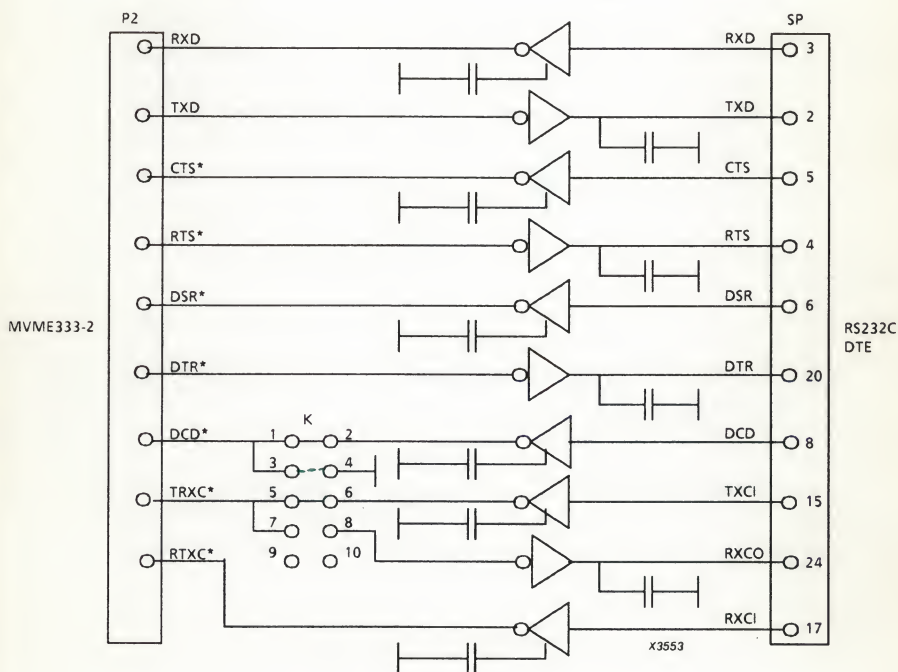 P2 SP
RXD RXD 3
TXD TXD 2
CTS* CTS 5
RTS* RTS 4
DSR* DSR 6
MVME333-2 RS232C
DTE
DTR* DTR 20
K
DCD* 1 2 DCD 8
3 4
TRXC* 5 6 TXCI 15
7 8
RTXC* 9 10 RXCO 24
RXCI 17
X3553